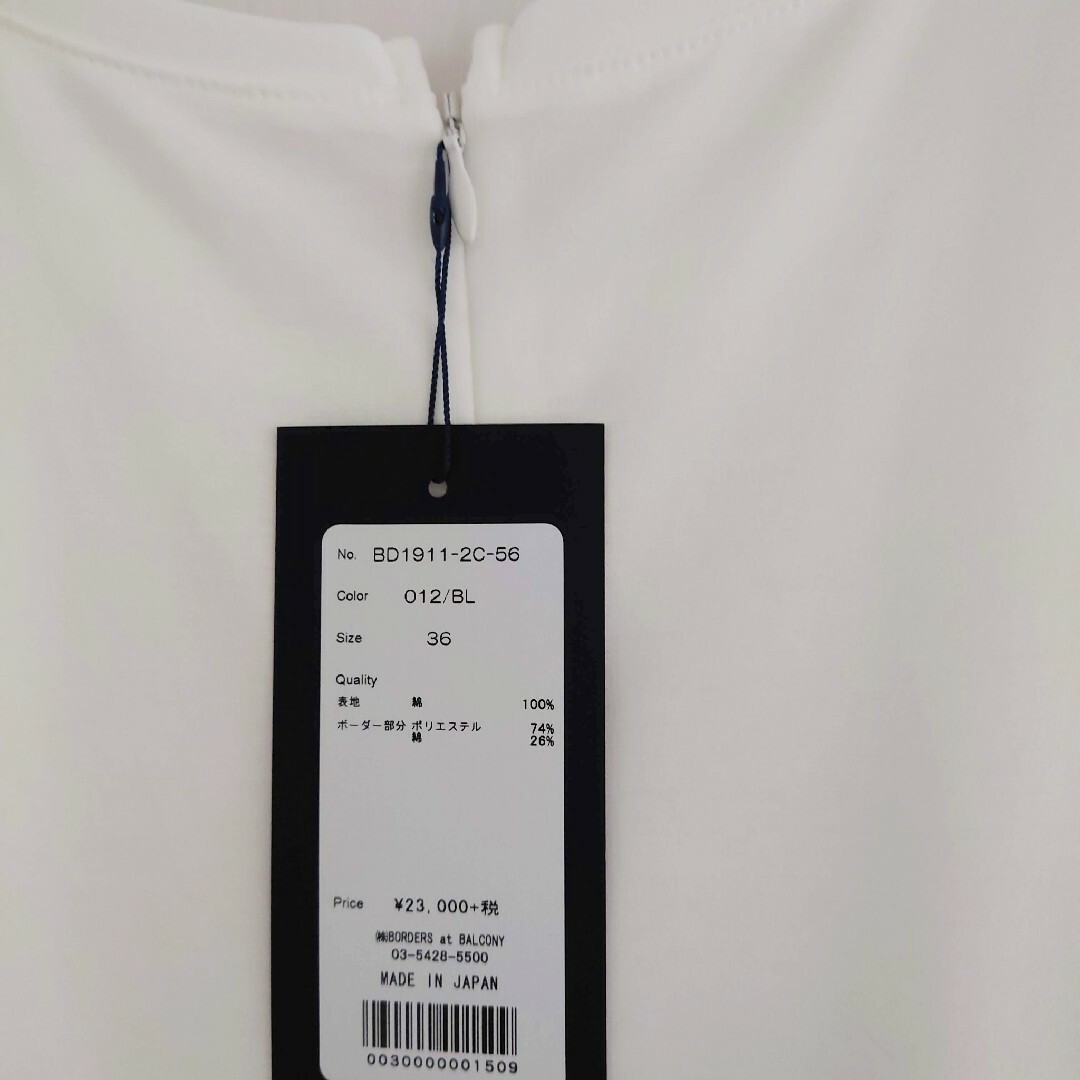 No. BD1911-2C-56
Color 012/BL
Size 36
Quality
表地 綿 100%
ボーダー部分 ポリエステル 74%
綿 26%
Price ¥23,000+税
㈱BORDERS at BALCONY
03-5428-5500
MADE IN JAPAN
0030000001509